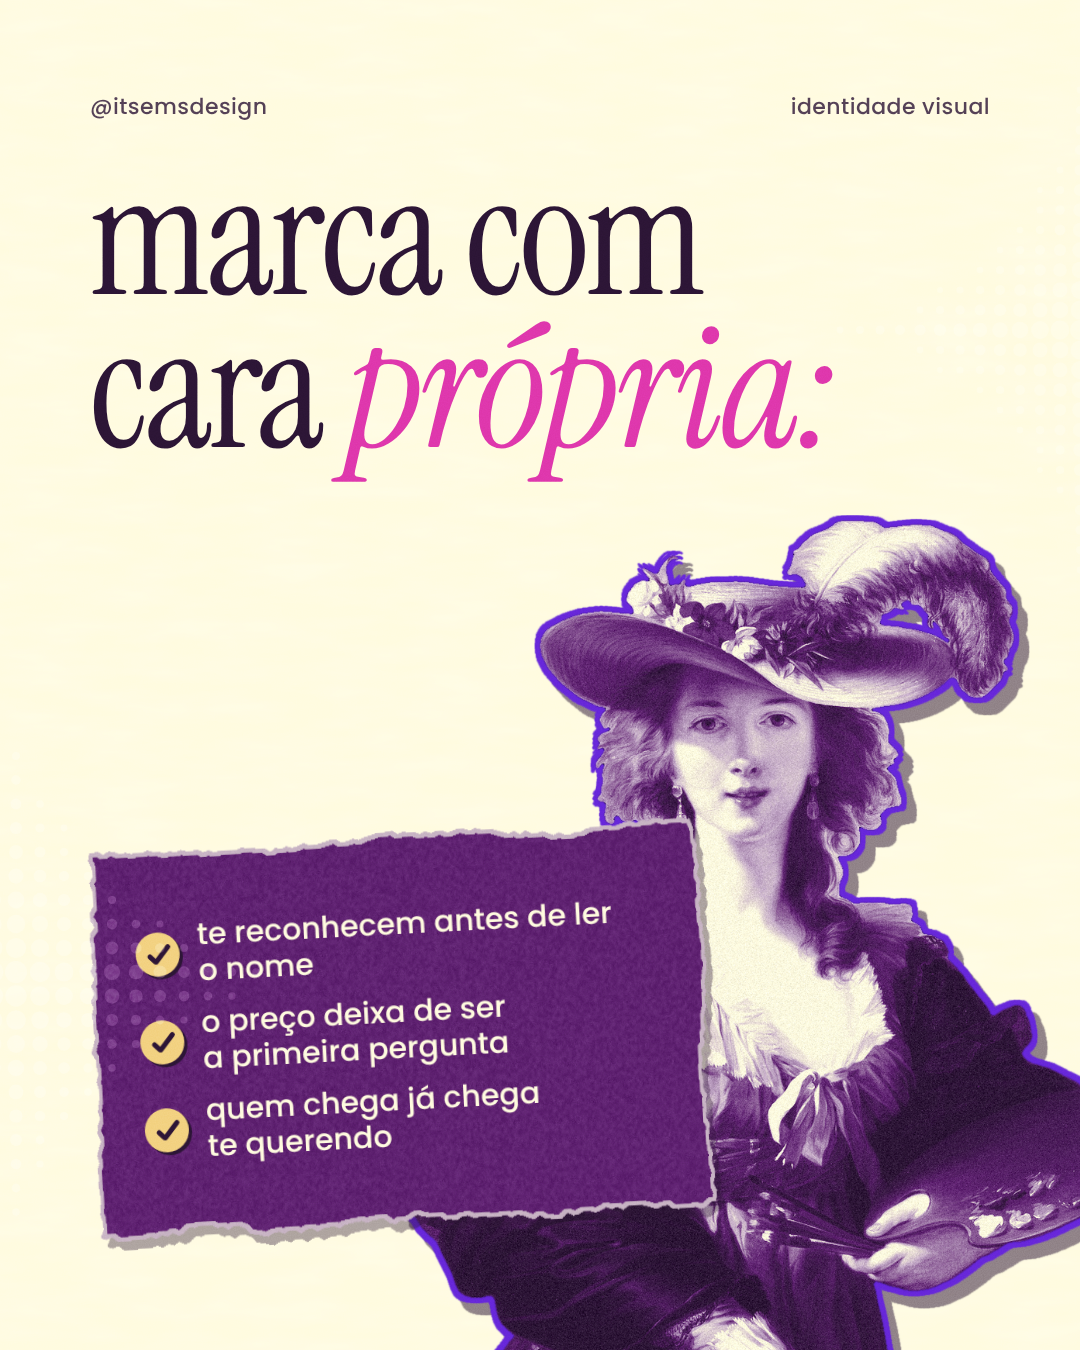 @itsemsdesign
identidade visual
marca com
cara própria:
te reconhecem antes de ler
o nome
o preço deixa de ser
a primeira pergunta
quem chega já chega
te querendo